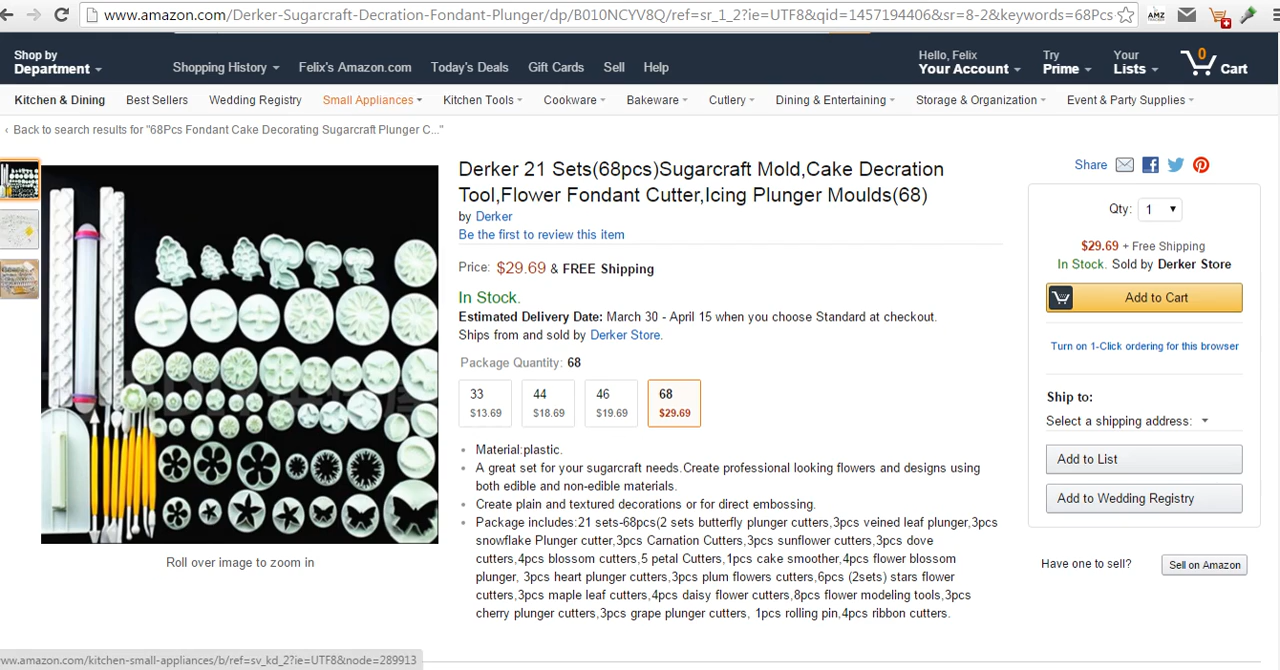 www.amazon.com/Derker-Sugarcraft-Decration-Fondant-Plunger/dp/B010NCYV8Q/ref=sr_1_2?ie=UTF8&qid=1457194406&sr=8-2&keywords=68Pcs
AMZ
Shop by
Department
Shopping History
Felix's Amazon.com
Today's Deals
Gift Cards
Sell
Help
Hello, Felix
Your Account
Try
Prime
Your
Lists
0
Cart
Kitchen & Dining
Best Sellers
Wedding Registry
Small Appliances
Kitchen Tools
Cookware
Bakeware
Cutlery
Dining & Entertaining
Storage & Organization
Event & Party Supplies
‹ Back to search results for "68Pcs Fondant Cake Decorating Sugarcraft Plunger C..."
Derker 21 Sets(68pcs)Sugarcraft Mold,Cake Decration
Tool,Flower Fondant Cutter,Icing Plunger Moulds(68)
by Derker
Be the first to review this item
Price: $29.69 & FREE Shipping
In Stock.
Estimated Delivery Date: March 30 - April 15 when you choose Standard at checkout.
Ships from and sold by Derker Store.
Package Quantity: 68
33
$13.69
44
$18.69
46
$19.69
68
$29.69
• Material:plastic.
• A great set for your sugarcraft needs.Create professional looking flowers and designs using
both edible and non-edible materials.
• Create plain and textured decorations or for direct embossing.
• Package includes:21 sets-68pcs(2 sets butterfly plunger cutters,3pcs veined leaf plunger,3pcs
snowflake Plunger cutter,3pcs Carnation Cutters,3pcs sunflower cutters,3pcs dove
cutters,4pcs blossom cutters,5 petal Cutters,1pcs cake smoother,4pcs flower blossom
plunger, 3pcs heart plunger cutters,3pcs plum flowers cutters,6pcs (2sets) stars flower
cutters,3pcs maple leaf cutters,4pcs daisy flower cutters,8pcs flower modeling tools,3pcs
cherry plunger cutters,3pcs grape plunger cutters, 1pcs rolling pin,4pcs ribbon cutters.
Roll over image to zoom in
Share
Qty: 1
$29.69 + Free Shipping
In Stock. Sold by Derker Store
Add to Cart
Turn on 1-Click ordering for this browser
Ship to:
Select a shipping address:
Add to List
Add to Wedding Registry
Have one to sell?
Sell on Amazon
www.amazon.com/kitchen-small-appliances/b/ref=sv_kd_2?ie=UTF8&node=289913